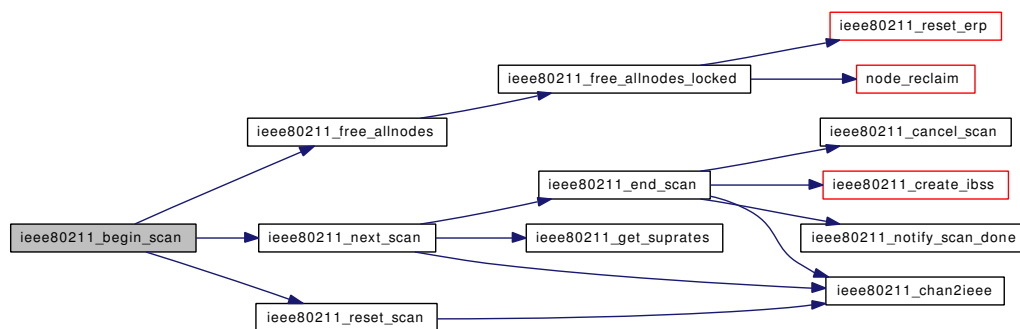 ieee80211_reset_erp
ieee80211_free_allnodes_locked
node_reclaim
ieee80211_free_allnodes
ieee80211_cancel_scan
ieee80211_end_scan
ieee80211_create_ibss
ieee80211_begin_scan
ieee80211_next_scan
ieee80211_get_suprates
ieee80211_notify_scan_done
ieee80211_chan2ieee
ieee80211_reset_scan